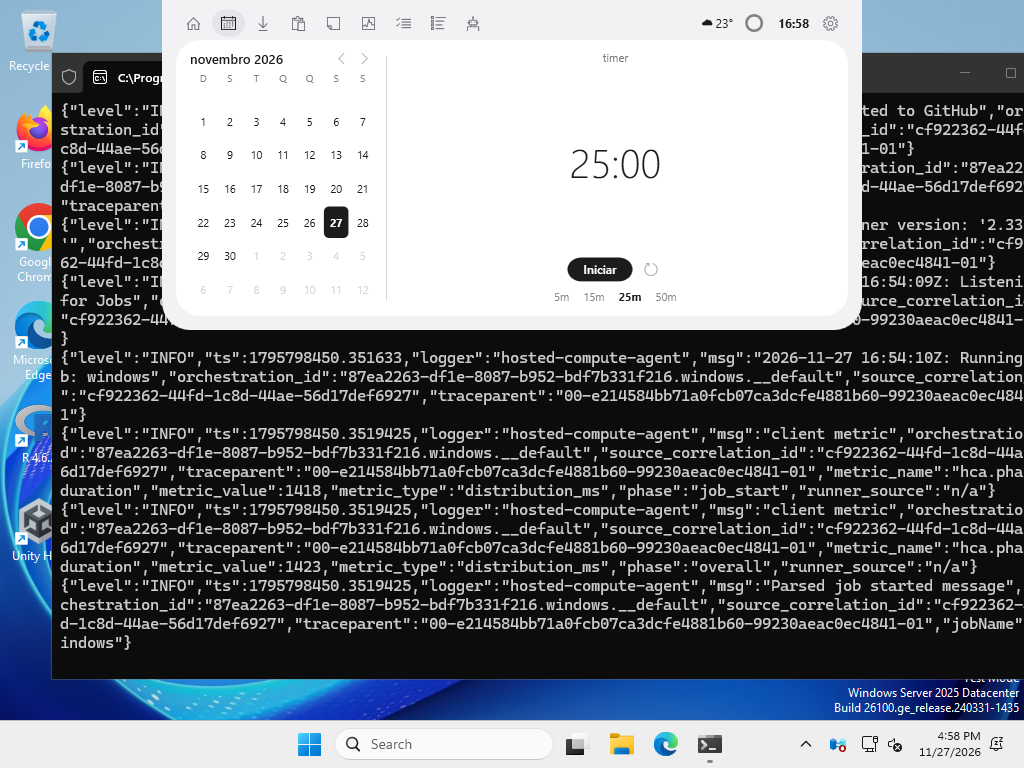 23°
16:58
novembro 2026
D S T Q Q S S
1 2 3 4 5 6 7
8 9 10 11 12 13 14
15 16 17 18 19 20 21
22 23 24 25 26 27 28
29 30 1 2 3 4 5
6 7 8 9 10 11 12
timer
25:00
Iniciar
5m 15m 25m 50m
Recycle
Firefo
Google
Chrom
Microso
Edge
R 4.6.
Unity H
C:\Progr
{"level":"IN ted to GitHub","or
stration_id" _id":"cf922362-44f
c8d-44ae-56d 1-01"}
{"level":"IN tration_id":"87ea2
df1e-8087-b9 922362-44fd-1c8d-4
"traceparent
{"level":"IN ner version: '2.33
'","orchestr rrelation_id":"cf9
62-44fd-1c8d aeac0ec4841-01"}
{"level":"IN 16:54:09Z: Listeni
for Jobs","o ource_correlation_i
"cf922362-44 0-99230aeac0ec4841-
}
{"level":"INFO","ts":1795798450.351633,"logger":"hosted-compute-agent","msg":"2026-11-27 16:54:10Z: Running
b: windows","orchestration_id":"87ea2263-df1e-8087-b952-bdf7b331f216.windows.__default","source_correlation_
":"cf922362-44fd-1c8d-44ae-56d17def6927","traceparent":"00-e214584bb71a0fcb07ca3dcfe4881b60-99230aeac0ec484
1"}
{"level":"INFO","ts":1795798450.3519425,"logger":"hosted-compute-agent","msg":"client metric","orchestratio
d":"87ea2263-df1e-8087-b952-bdf7b331f216.windows.__default","source_correlation_id":"cf922362-44fd-1c8d-44a
6d17def6927","traceparent":"00-e214584bb71a0fcb07ca3dcfe4881b60-99230aeac0ec4841-01","metric_name":"hca.pha
duration","metric_value":1418,"metric_type":"distribution_ms","phase":"job_start","runner_source":"n/a"}
{"level":"INFO","ts":1795798450.3519425,"logger":"hosted-compute-agent","msg":"client metric","orchestratio
d":"87ea2263-df1e-8087-b952-bdf7b331f216.windows.__default","source_correlation_id":"cf922362-44fd-1c8d-44a
6d17def6927","traceparent":"00-e214584bb71a0fcb07ca3dcfe4881b60-99230aeac0ec4841-01","metric_name":"hca.pha
duration","metric_value":1423,"metric_type":"distribution_ms","phase":"overall","runner_source":"n/a"}
{"level":"INFO","ts":1795798450.3519425,"logger":"hosted-compute-agent","msg":"Parsed job started message",
chestration_id":"87ea2263-df1e-8087-b952-bdf7b331f216.windows.__default","source_correlation_id":"cf922362-
d-1c8d-44ae-56d17def6927","traceparent":"00-e214584bb71a0fcb07ca3dcfe4881b60-99230aeac0ec4841-01","jobName"
indows"}
Test Mode
Windows Server 2025 Datacenter
Build 26100.ge_release.240331-1435
Search
4:58 PM
11/27/2026